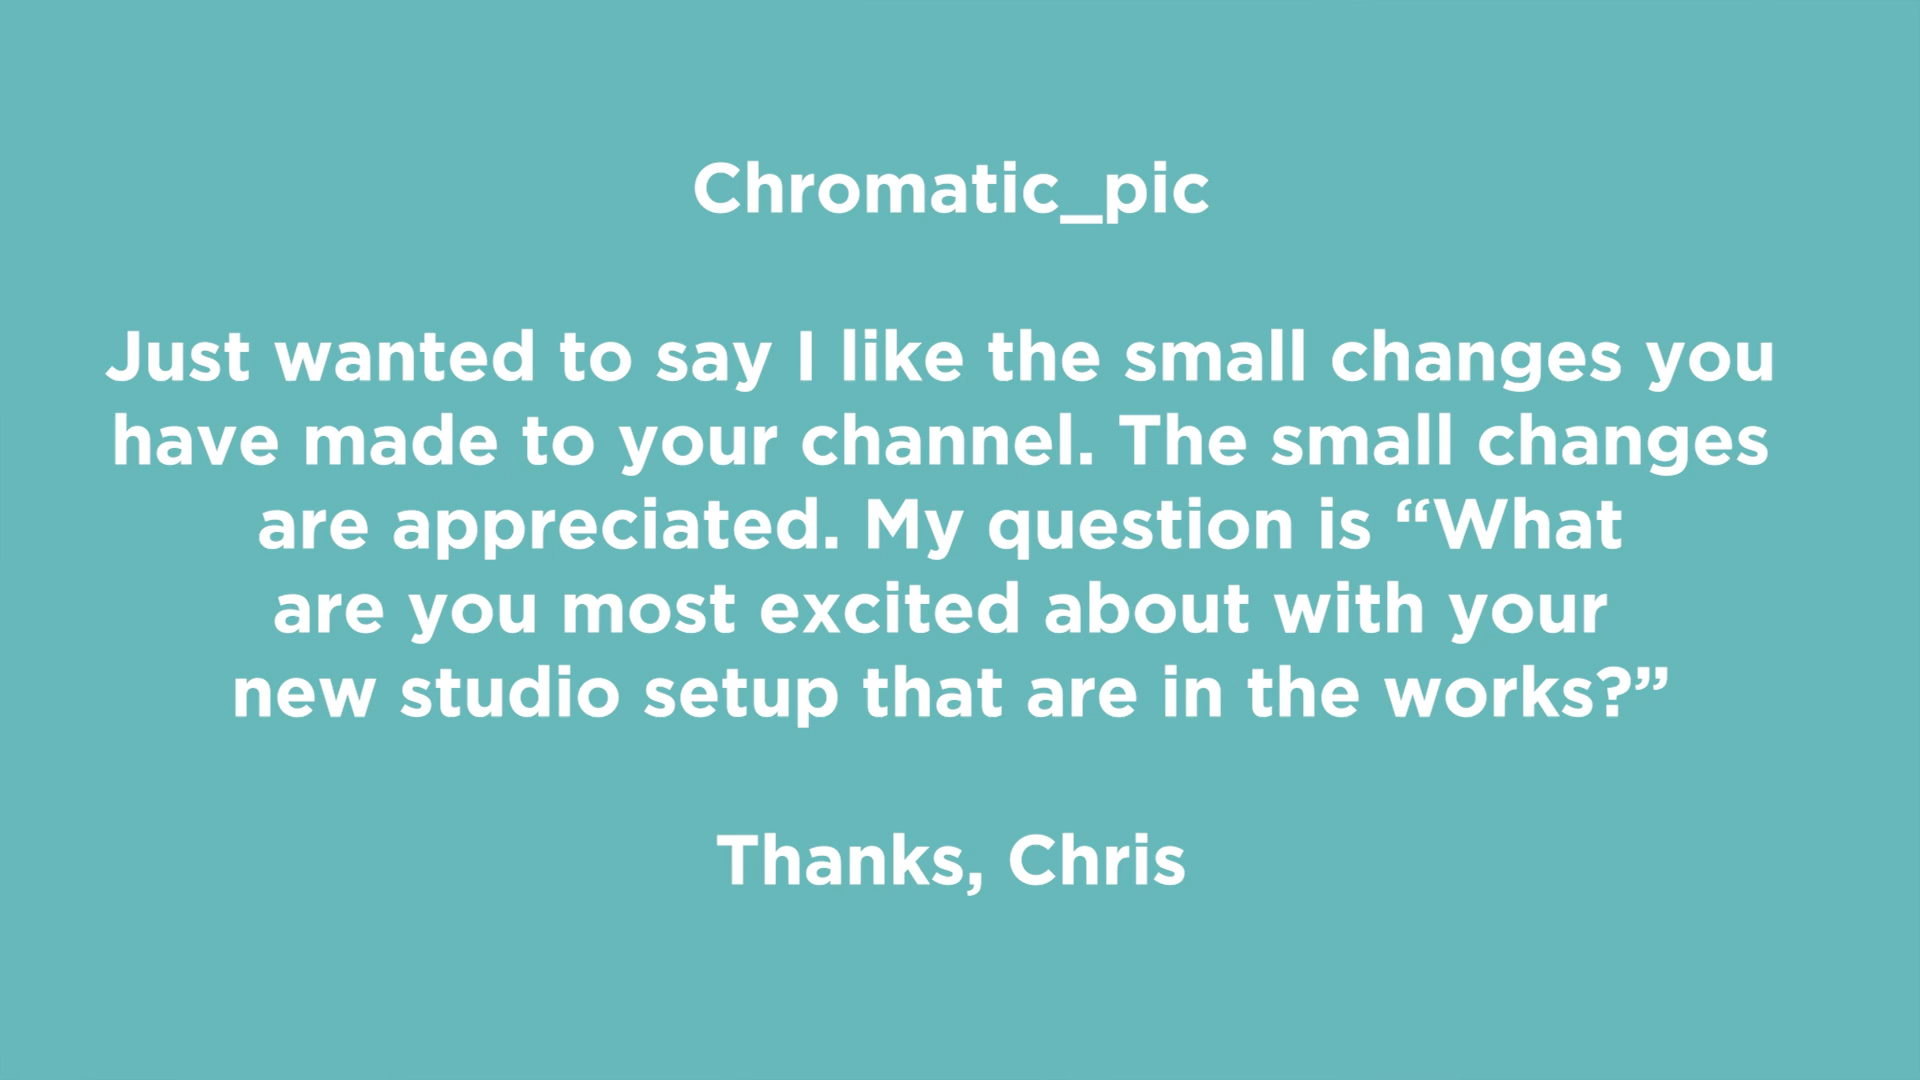 Chromatic_pic
Just wanted to say I like the small changes you
have made to your channel. The small changes
are appreciated. My question is “What
are you most excited about with your
new studio setup that are in the works?”
Thanks, Chris